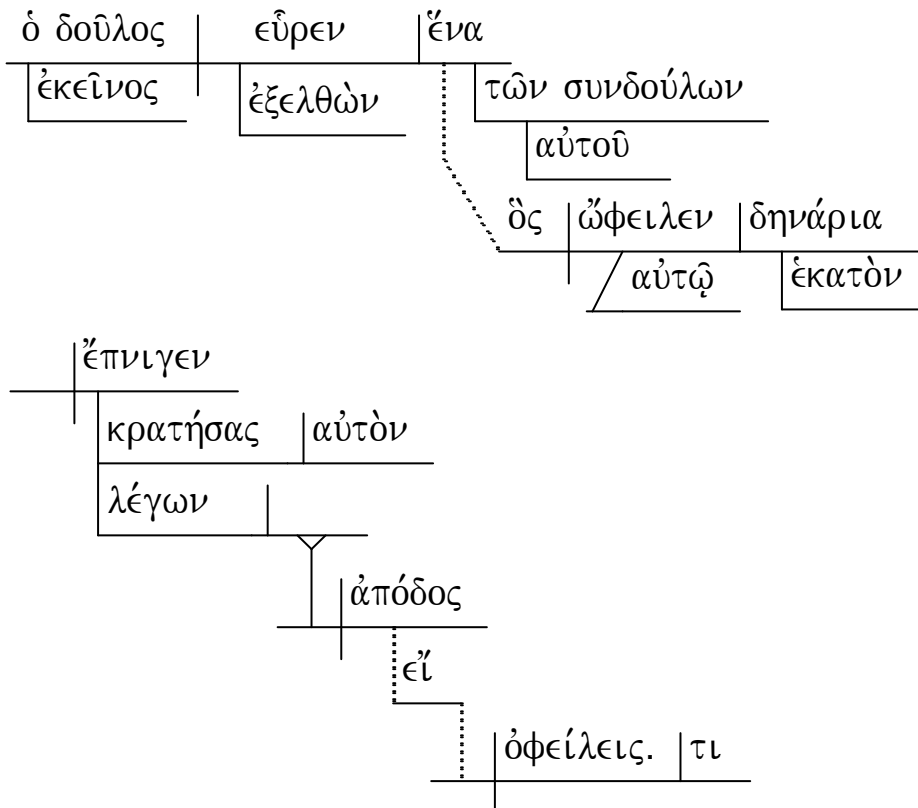 ὁ δοῦλος εὗρεν ἕνα
ἐκεῖνος ἐξελθὼν τῶν συνδούλων
αὐτοῦ
ὃς ὤφειλεν δηνάρια
αὐτῷ ἑκατὸν
ἔπνιγεν
κρατήσας αὐτὸν
λέγων
ἀπόδος
εἴ
ὀφείλεις. τι